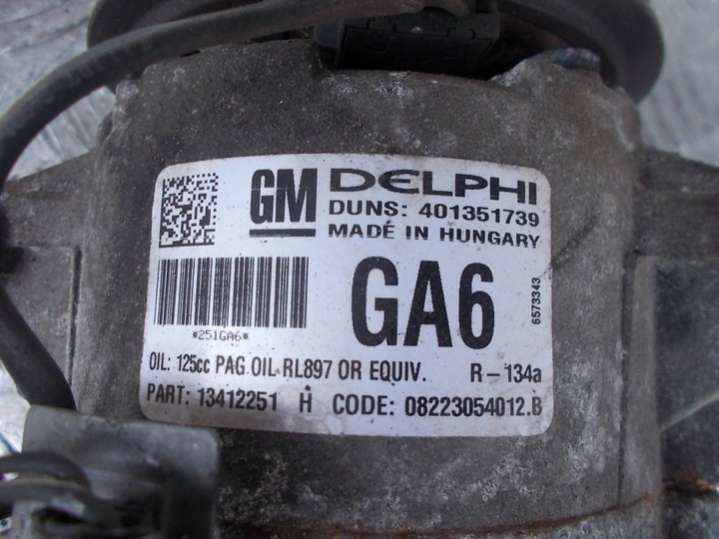 GM DELPHI
DUNS: 401351739
MADE IN HUNGARY
GA6
6573343
*251GA6*
OIL: 125cc PAG OIL RL897 OR EQUIV. R-134a
PART: 13412251 H CODE: 08223054012.B